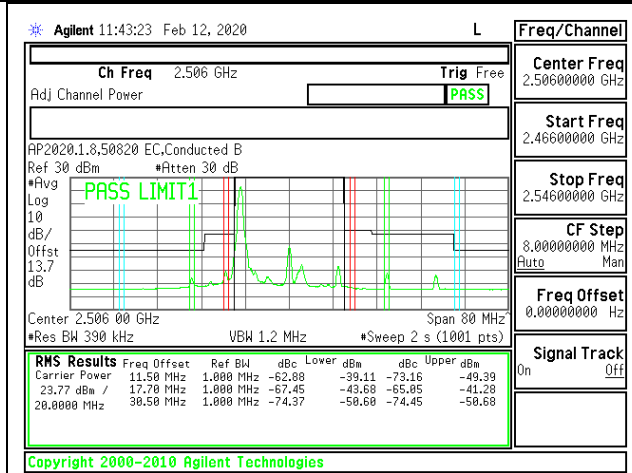 Agilent 11:43:23 Feb 12, 2020 L
Freq/Channel
Ch Freq 2.506 GHz Trig Free
Adj Channel Power PASS
Center Freq
2.50600000 GHz
Start Freq
2.46600000 GHz
AP2020.1.8,50820 EC,Conducted B
Ref 30 dBm #Atten 30 dB
#Avg
Log
10
dB/
Offst
13.7
dB
PASS LIMIT1
Stop Freq
2.54600000 GHz
CF Step
8.00000000 MHz
Auto Man
Freq Offset
0.00000000 Hz
Center 2.506 00 GHz Span 80 MHz
#Res BW 390 kHz VBW 1.2 MHz #Sweep 2 s (1001 pts)
Signal Track
On Off
RMS Results Freq Offset Ref BW dBc Lower dBm dBc Upper dBm
Carrier Power 11.50 MHz 1.000 MHz -62.88 -39.11 -73.16 -49.39
23.77 dBm / 17.70 MHz 1.000 MHz -67.45 -43.68 -65.05 -41.28
20.0000 MHz 30.50 MHz 1.000 MHz -74.37 -50.60 -74.45 -50.68
Copyright 2000-2010 Agilent Technologies